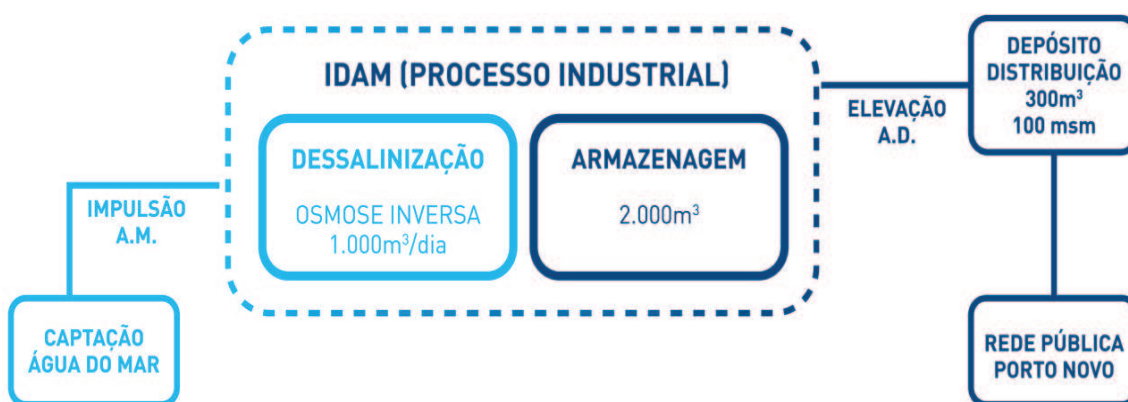 CAPTAÇÃO
ÁGUA DO MAR
IMPULSÃO
A.M.
IDAM (PROCESSO INDUSTRIAL)
DESSALINIZAÇÃO
OSMOSE INVERSA
1.000m³/dia
ARMAZENAGEM
2.000m³
ELEVAÇÃO
A.D.
DEPÓSITO
DISTRIBUIÇÃO
300m³
100 msm
REDE PÚBLICA
PORTO NOVO